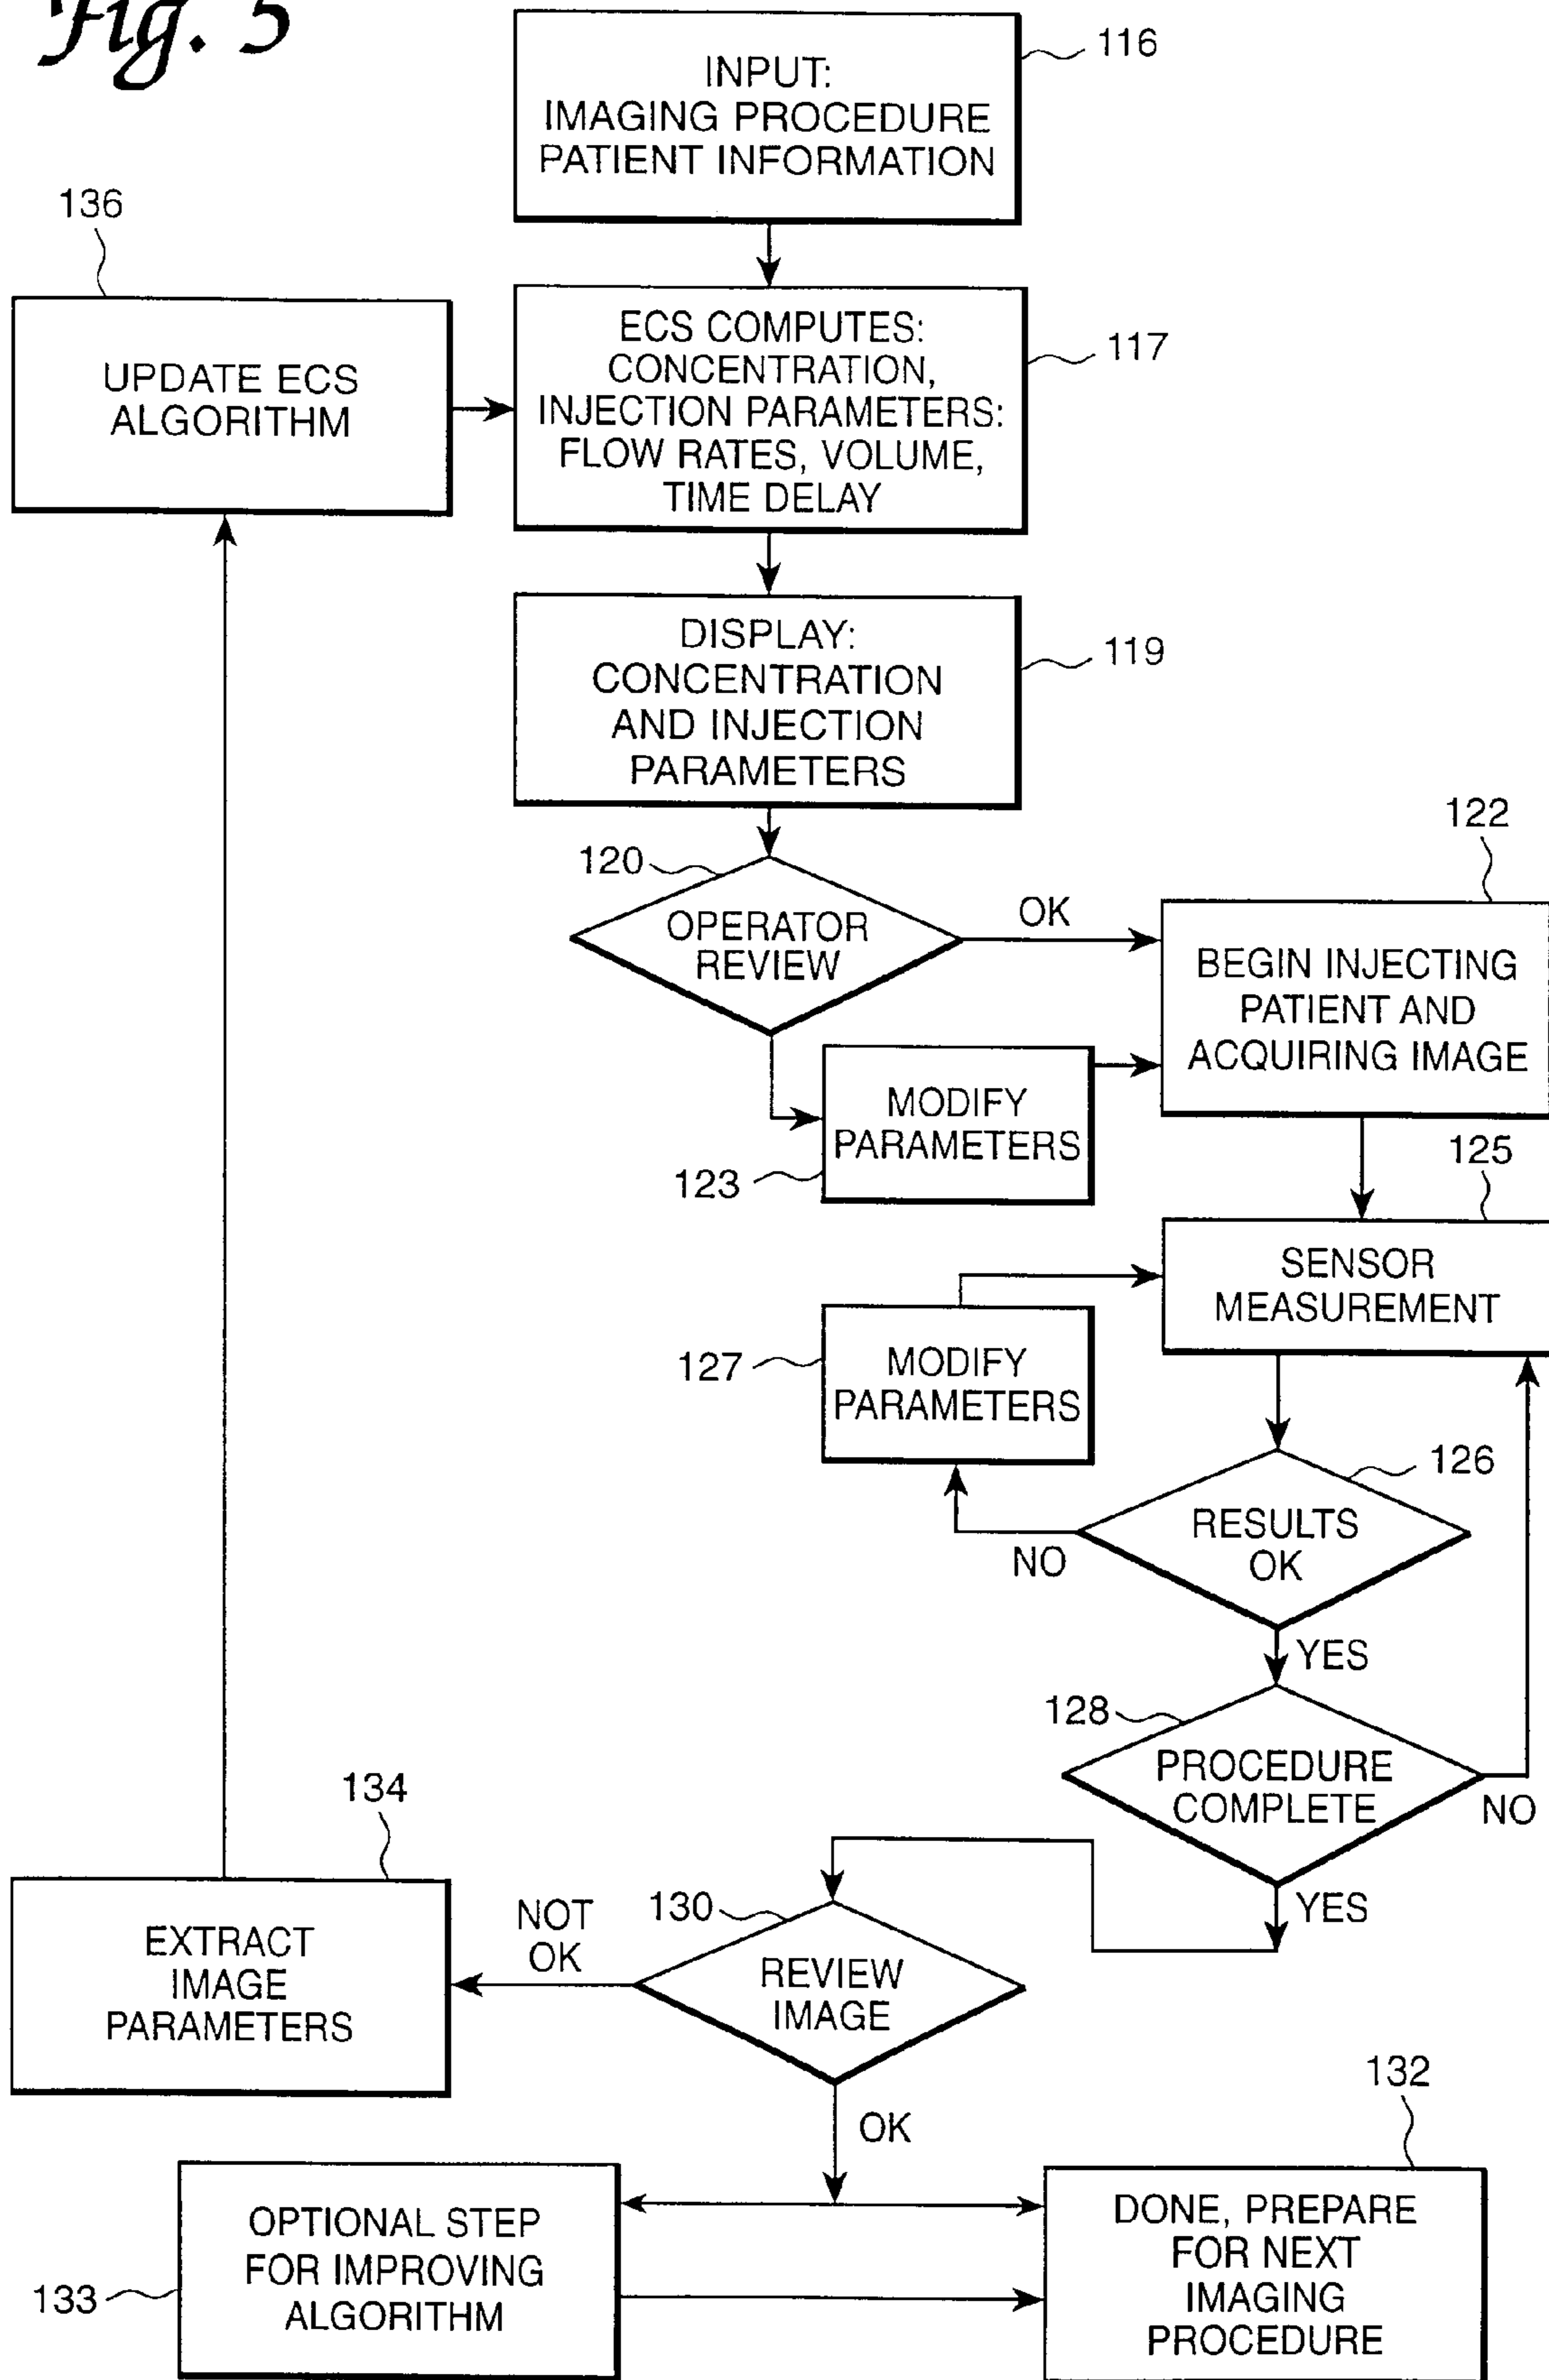 Fig. 5
INPUT:
IMAGING PROCEDURE
PATIENT INFORMATION
116
136
UPDATE ECS
ALGORITHM
ECS COMPUTES:
CONCENTRATION,
INJECTION PARAMETERS:
FLOW RATES, VOLUME,
TIME DELAY
117
DISPLAY:
CONCENTRATION
AND INJECTION
PARAMETERS
119
120
OPERATOR
REVIEW
OK
122
BEGIN INJECTING
PATIENT AND
ACQUIRING IMAGE
MODIFY
PARAMETERS
123
125
SENSOR
MEASUREMENT
127
MODIFY
PARAMETERS
126
RESULTS
OK
NO
YES
128
PROCEDURE
COMPLETE
NO
YES
134
EXTRACT
IMAGE
PARAMETERS
NOT
OK
130
REVIEW
IMAGE
OK
132
OPTIONAL STEP
FOR IMPROVING
ALGORITHM
133
DONE, PREPARE
FOR NEXT
IMAGING
PROCEDURE